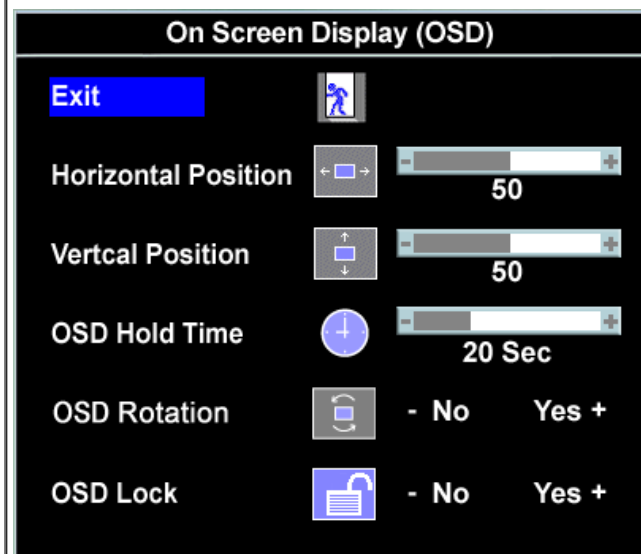 On Screen Display (OSD)
Exit
Horizontal Position - +
50
Vertcal Position - +
50
OSD Hold Time - +
20 Sec
OSD Rotation - No Yes +
OSD Lock - No Yes +